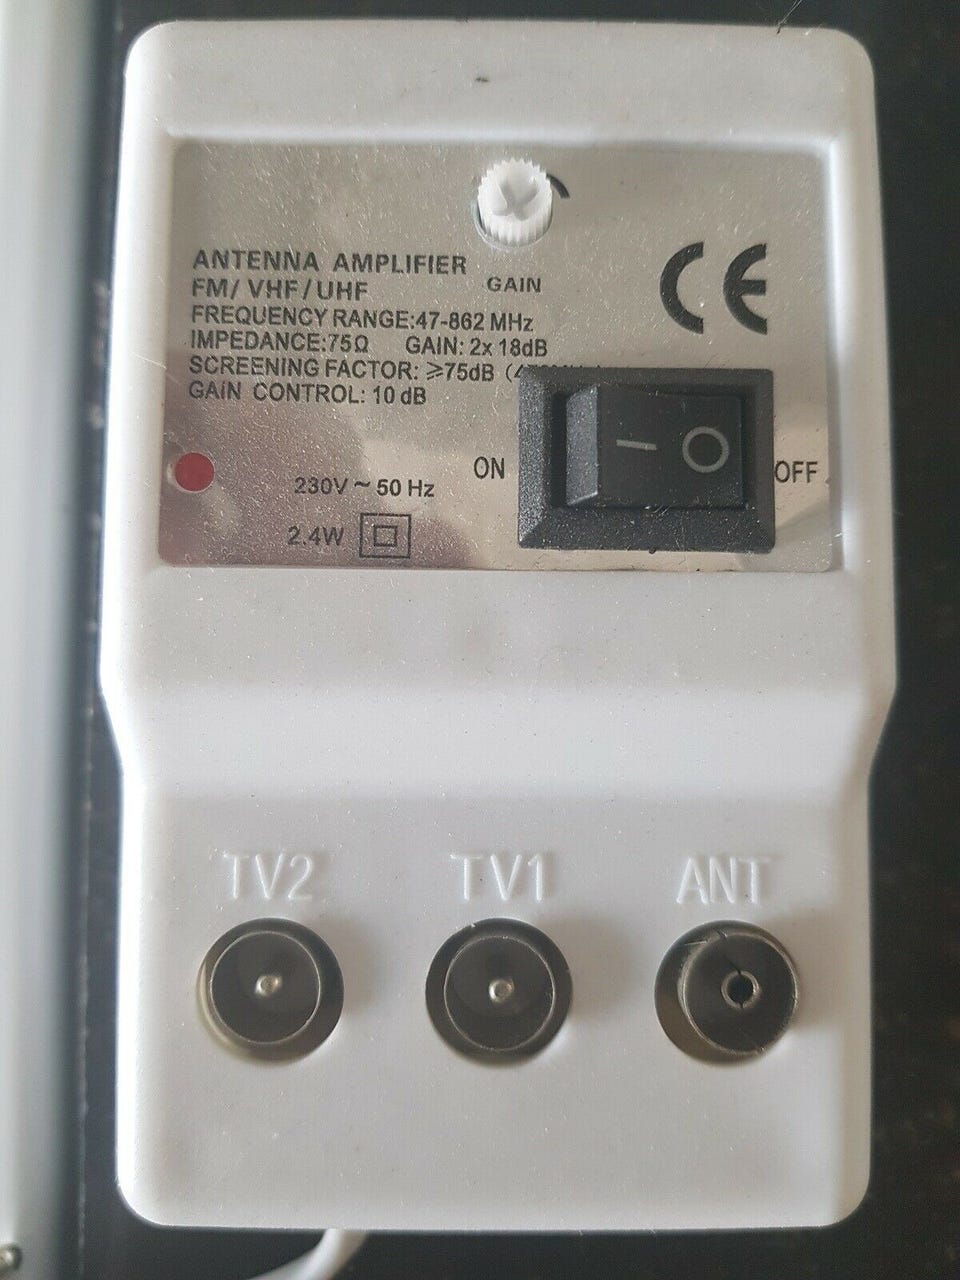 ANTENNA AMPLIFIER
FM/ VHF/UHF
GAIN
CE
FREQUENCY RANGE:47-862 MHz
IMPEDANCE:75Ω GAIN: 2x 18dB
SCREENING FACTOR: ⩾75dB
GAIN CONTROL: 10 dB
ON
I O
OFF
230V ~ 50 Hz
2.4W
TV2 TV1 ANT